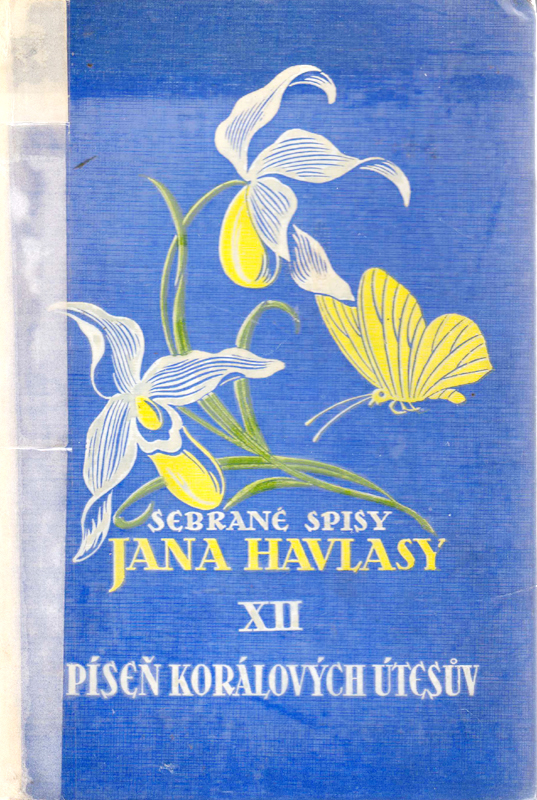 SEBRANÉ SPISY
JANA HAVLASY
XII
PÍSEŇ KORÁLOVÝCH ÚTESŮV